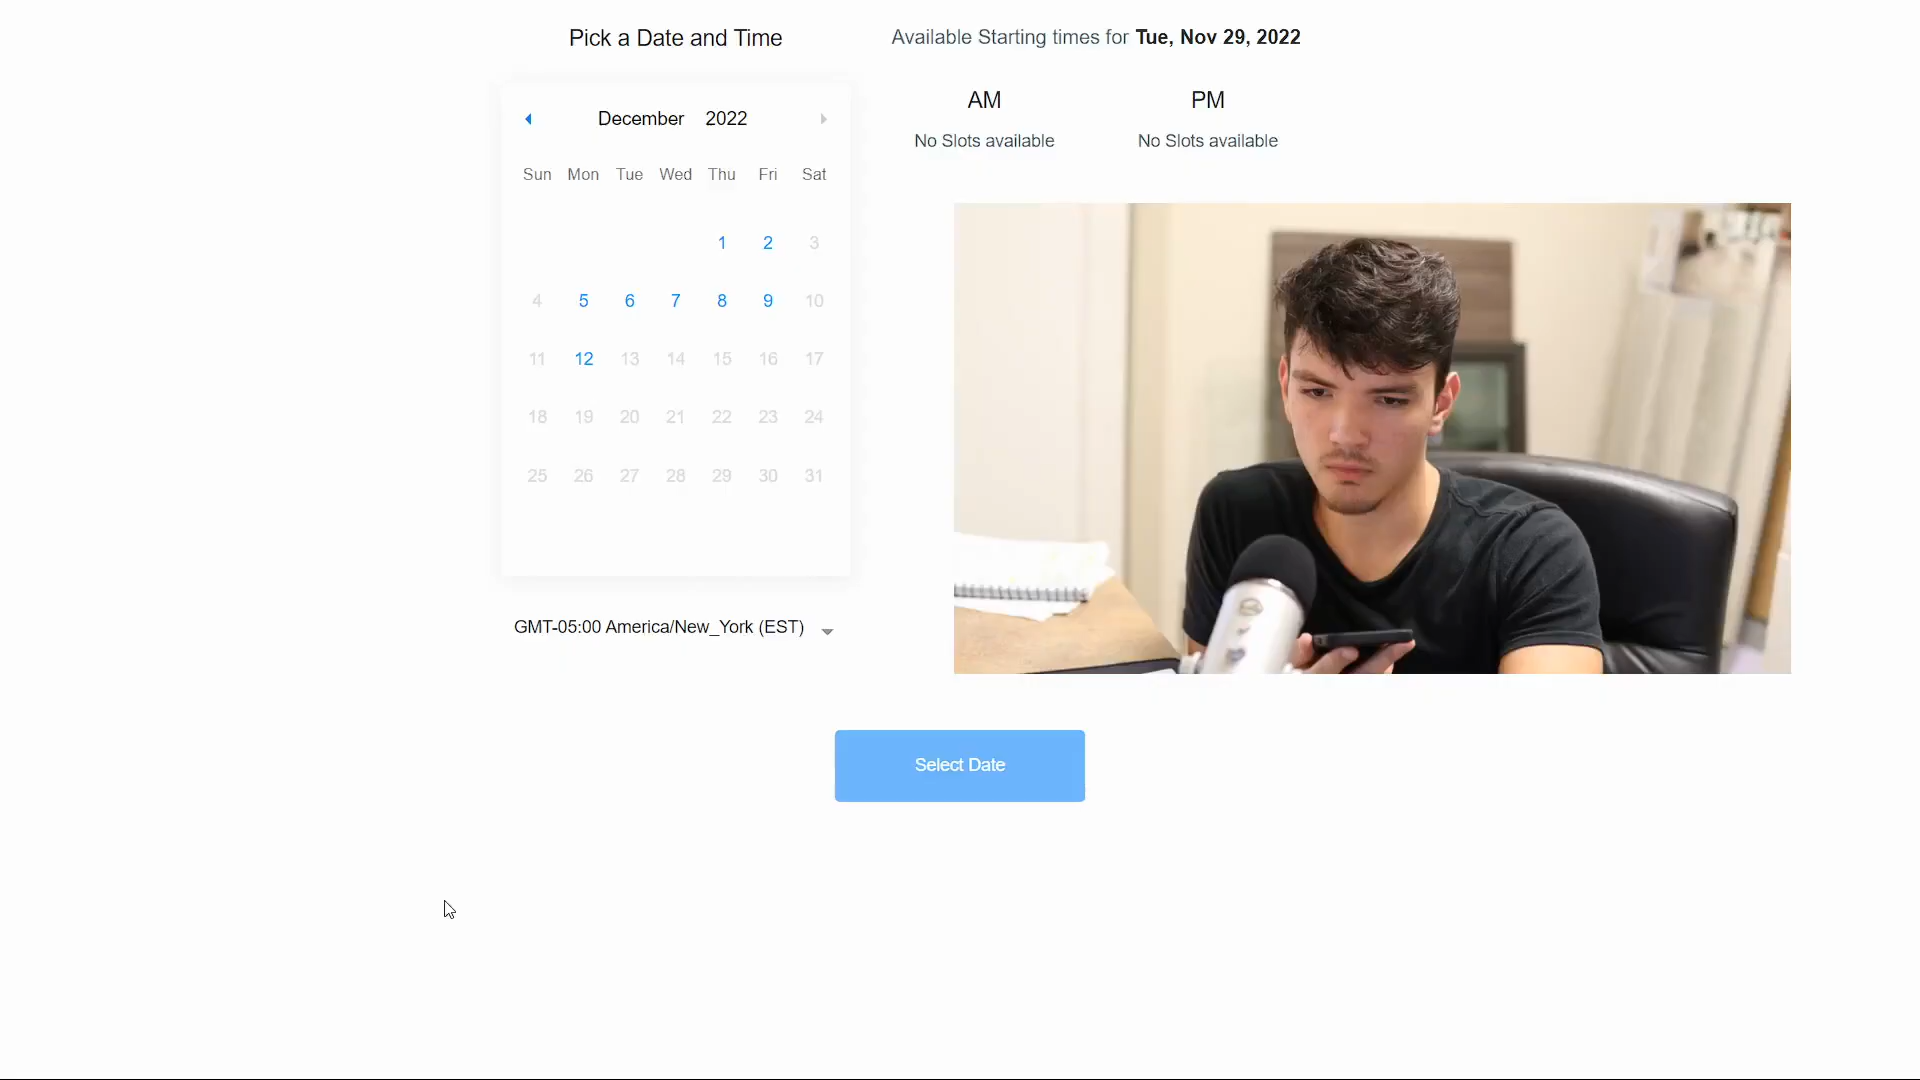 Pick a Date and Time
December 2022
Sun Mon Tue Wed Thu Fri Sat
1 2 3
4 5 6 7 8 9 10
11 12 13 14 15 16 17
18 19 20 21 22 23 24
25 26 27 28 29 30 31
GMT-05:00 America/New_York (EST)
Available Starting times for Tue, Nov 29, 2022
AM
No Slots available
PM
No Slots available
Select Date